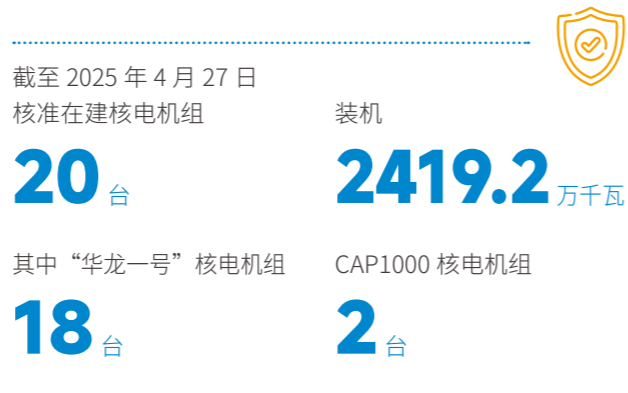 截至 2025 年 4 月 27 日
核准在建核电机组
20 台
装机
2419.2 万千瓦
其中“华龙一号”核电机组
18 台
CAP1000 核电机组
2 台